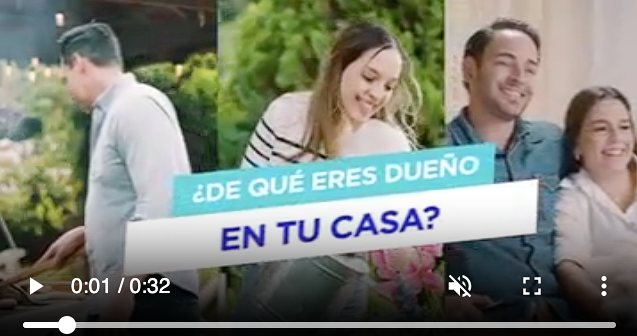 ¿DE QUÉ ERES DUEÑO
EN TU CASA?
0:01 / 0:32